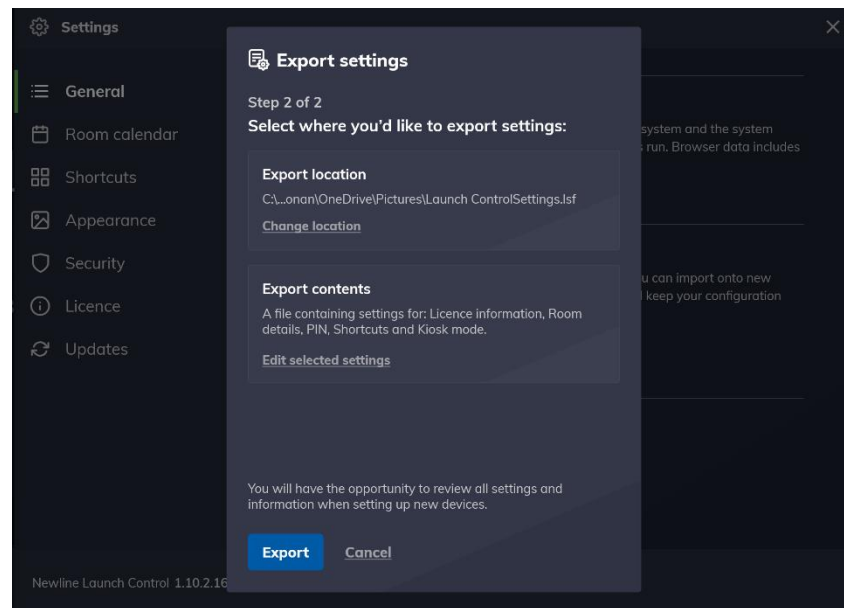 Settings
General
Room calendar
Shortcuts
Appearance
Security
Licence
Updates
Newline Launch Control 1.10.2.16
Export settings
Step 2 of 2
Select where you'd like to export settings:
Export location
C:\...onan\OneDrive\Pictures\Launch ControlSettings.lsf
Change location
Export contents
A file containing settings for: Licence information, Room
details, PIN, Shortcuts and Kiosk mode.
Edit selected settings
You will have the opportunity to review all settings and
information when setting up new devices.
Export
Cancel
system and the system
run. Browser data includes
can import onto new
keep your configuration